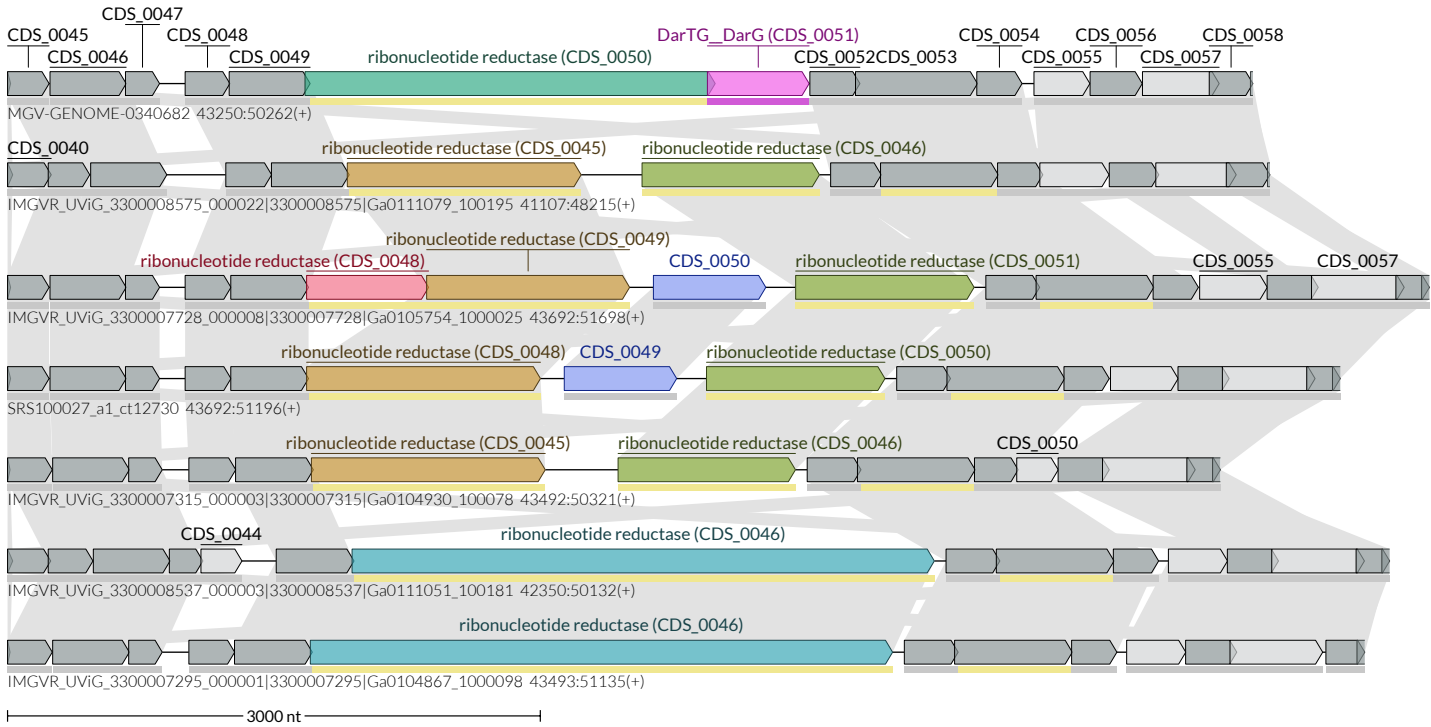 CDS_0047
CDS_0045 CDS_0048 DarTG__DarG (CDS_0051) CDS_0054 CDS_0056 CDS_0058
CDS_0046 CDS_0049 ribonucleotide reductase (CDS_0050) CDS_0052 CDS_0053 CDS_0055 CDS_0057
MGV-GENOME-0340682 43250:50262(+)
CDS_0040 ribonucleotide reductase (CDS_0045) ribonucleotide reductase (CDS_0046)
IMGVR_UViG_3300008575_000022|3300008575|Ga0111079_100195 41107:48215(+)
ribonucleotide reductase (CDS_0049)
ribonucleotide reductase (CDS_0048) CDS_0050 ribonucleotide reductase (CDS_0051) CDS_0055 CDS_0057
IMGVR_UViG_3300007728_000008|3300007728|Ga0105754_1000025 43692:51698(+)
ribonucleotide reductase (CDS_0048) CDS_0049 ribonucleotide reductase (CDS_0050)
SRS100027_a1_ct12730 43692:51196(+)
ribonucleotide reductase (CDS_0045) ribonucleotide reductase (CDS_0046) CDS_0050
IMGVR_UViG_3300007315_000003|3300007315|Ga0104930_100078 43492:50321(+)
CDS_0044 ribonucleotide reductase (CDS_0046)
IMGVR_UViG_3300008537_000003|3300008537|Ga0111051_100181 42350:50132(+)
ribonucleotide reductase (CDS_0046)
IMGVR_UViG_3300007295_000001|3300007295|Ga0104867_1000098 43493:51135(+)
3000 nt